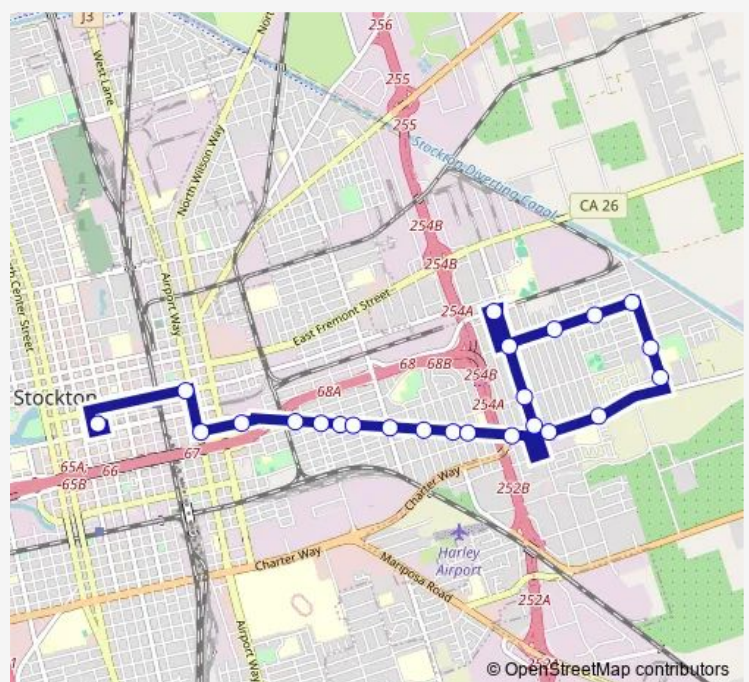 J3
West Lane
North Wilson Way
256
255
255
Stockton Diverting Canal
CA 26
254B
254B
254A
Airport Way
East Fremont Street
68
68B
254B
68A
254A
Stockton
67
66
65A
65B
252B
Charter Way
Harley
Airport
Charter Way
Mariposa Road
252A
Airport Way
© OpenStreetMap contributors